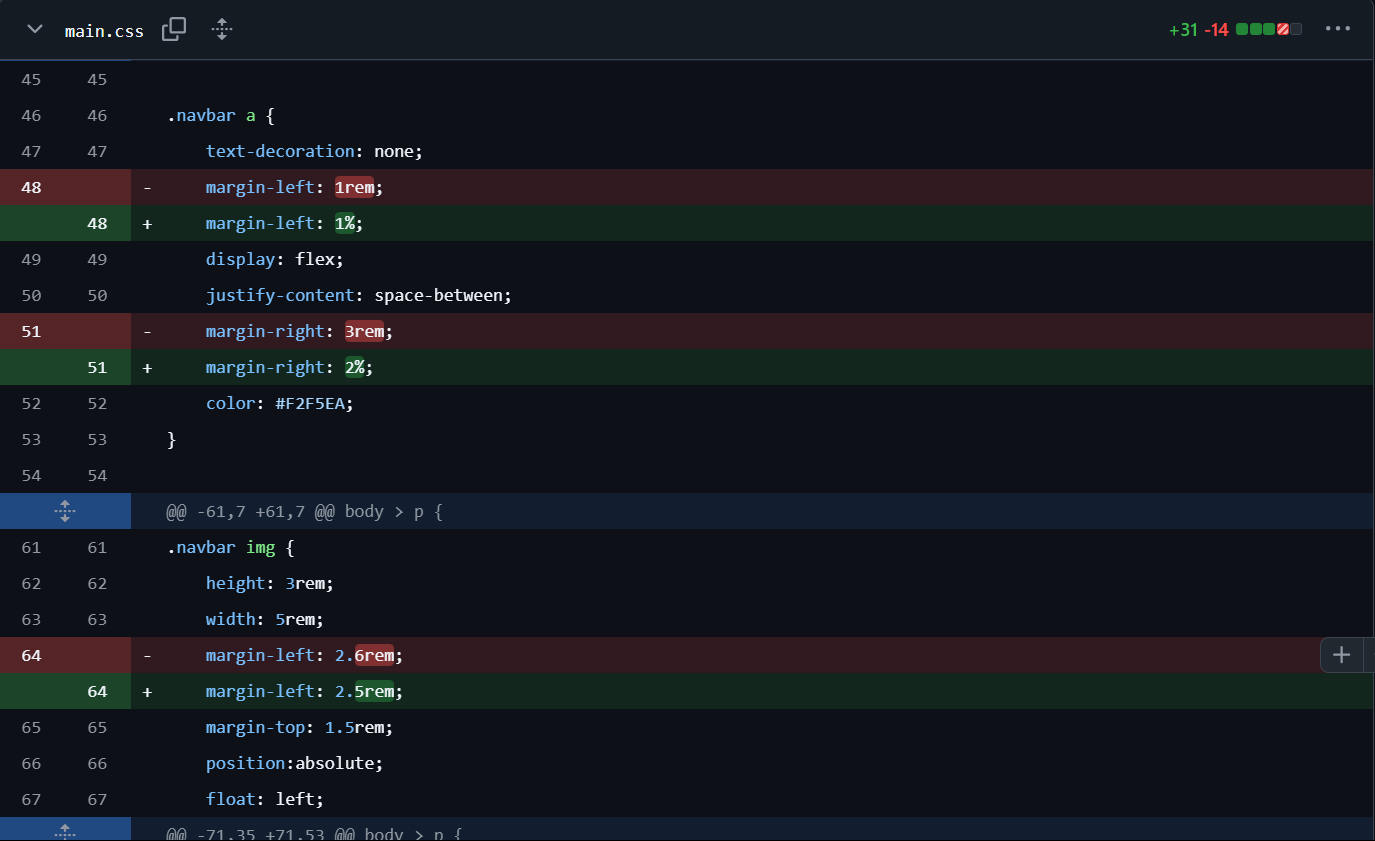 main.css +31 -14
45 45
46 46 .navbar a {
47 47 text-decoration: none;
48 - margin-left: 1rem;
48 + margin-left: 1%;
49 49 display: flex;
50 50 justify-content: space-between;
51 - margin-right: 3rem;
51 + margin-right: 2%;
52 52 color: #F2F5EA;
53 53 }
54 54
@@ -61,7 +61,7 @@ body > p {
61 61 .navbar img {
62 62 height: 3rem;
63 63 width: 5rem;
64 - margin-left: 2.6rem;
64 + margin-left: 2.5rem;
65 65 margin-top: 1.5rem;
66 66 position:absolute;
67 67 float: left;
@@ -71,35 +71,53 @@ body > p {